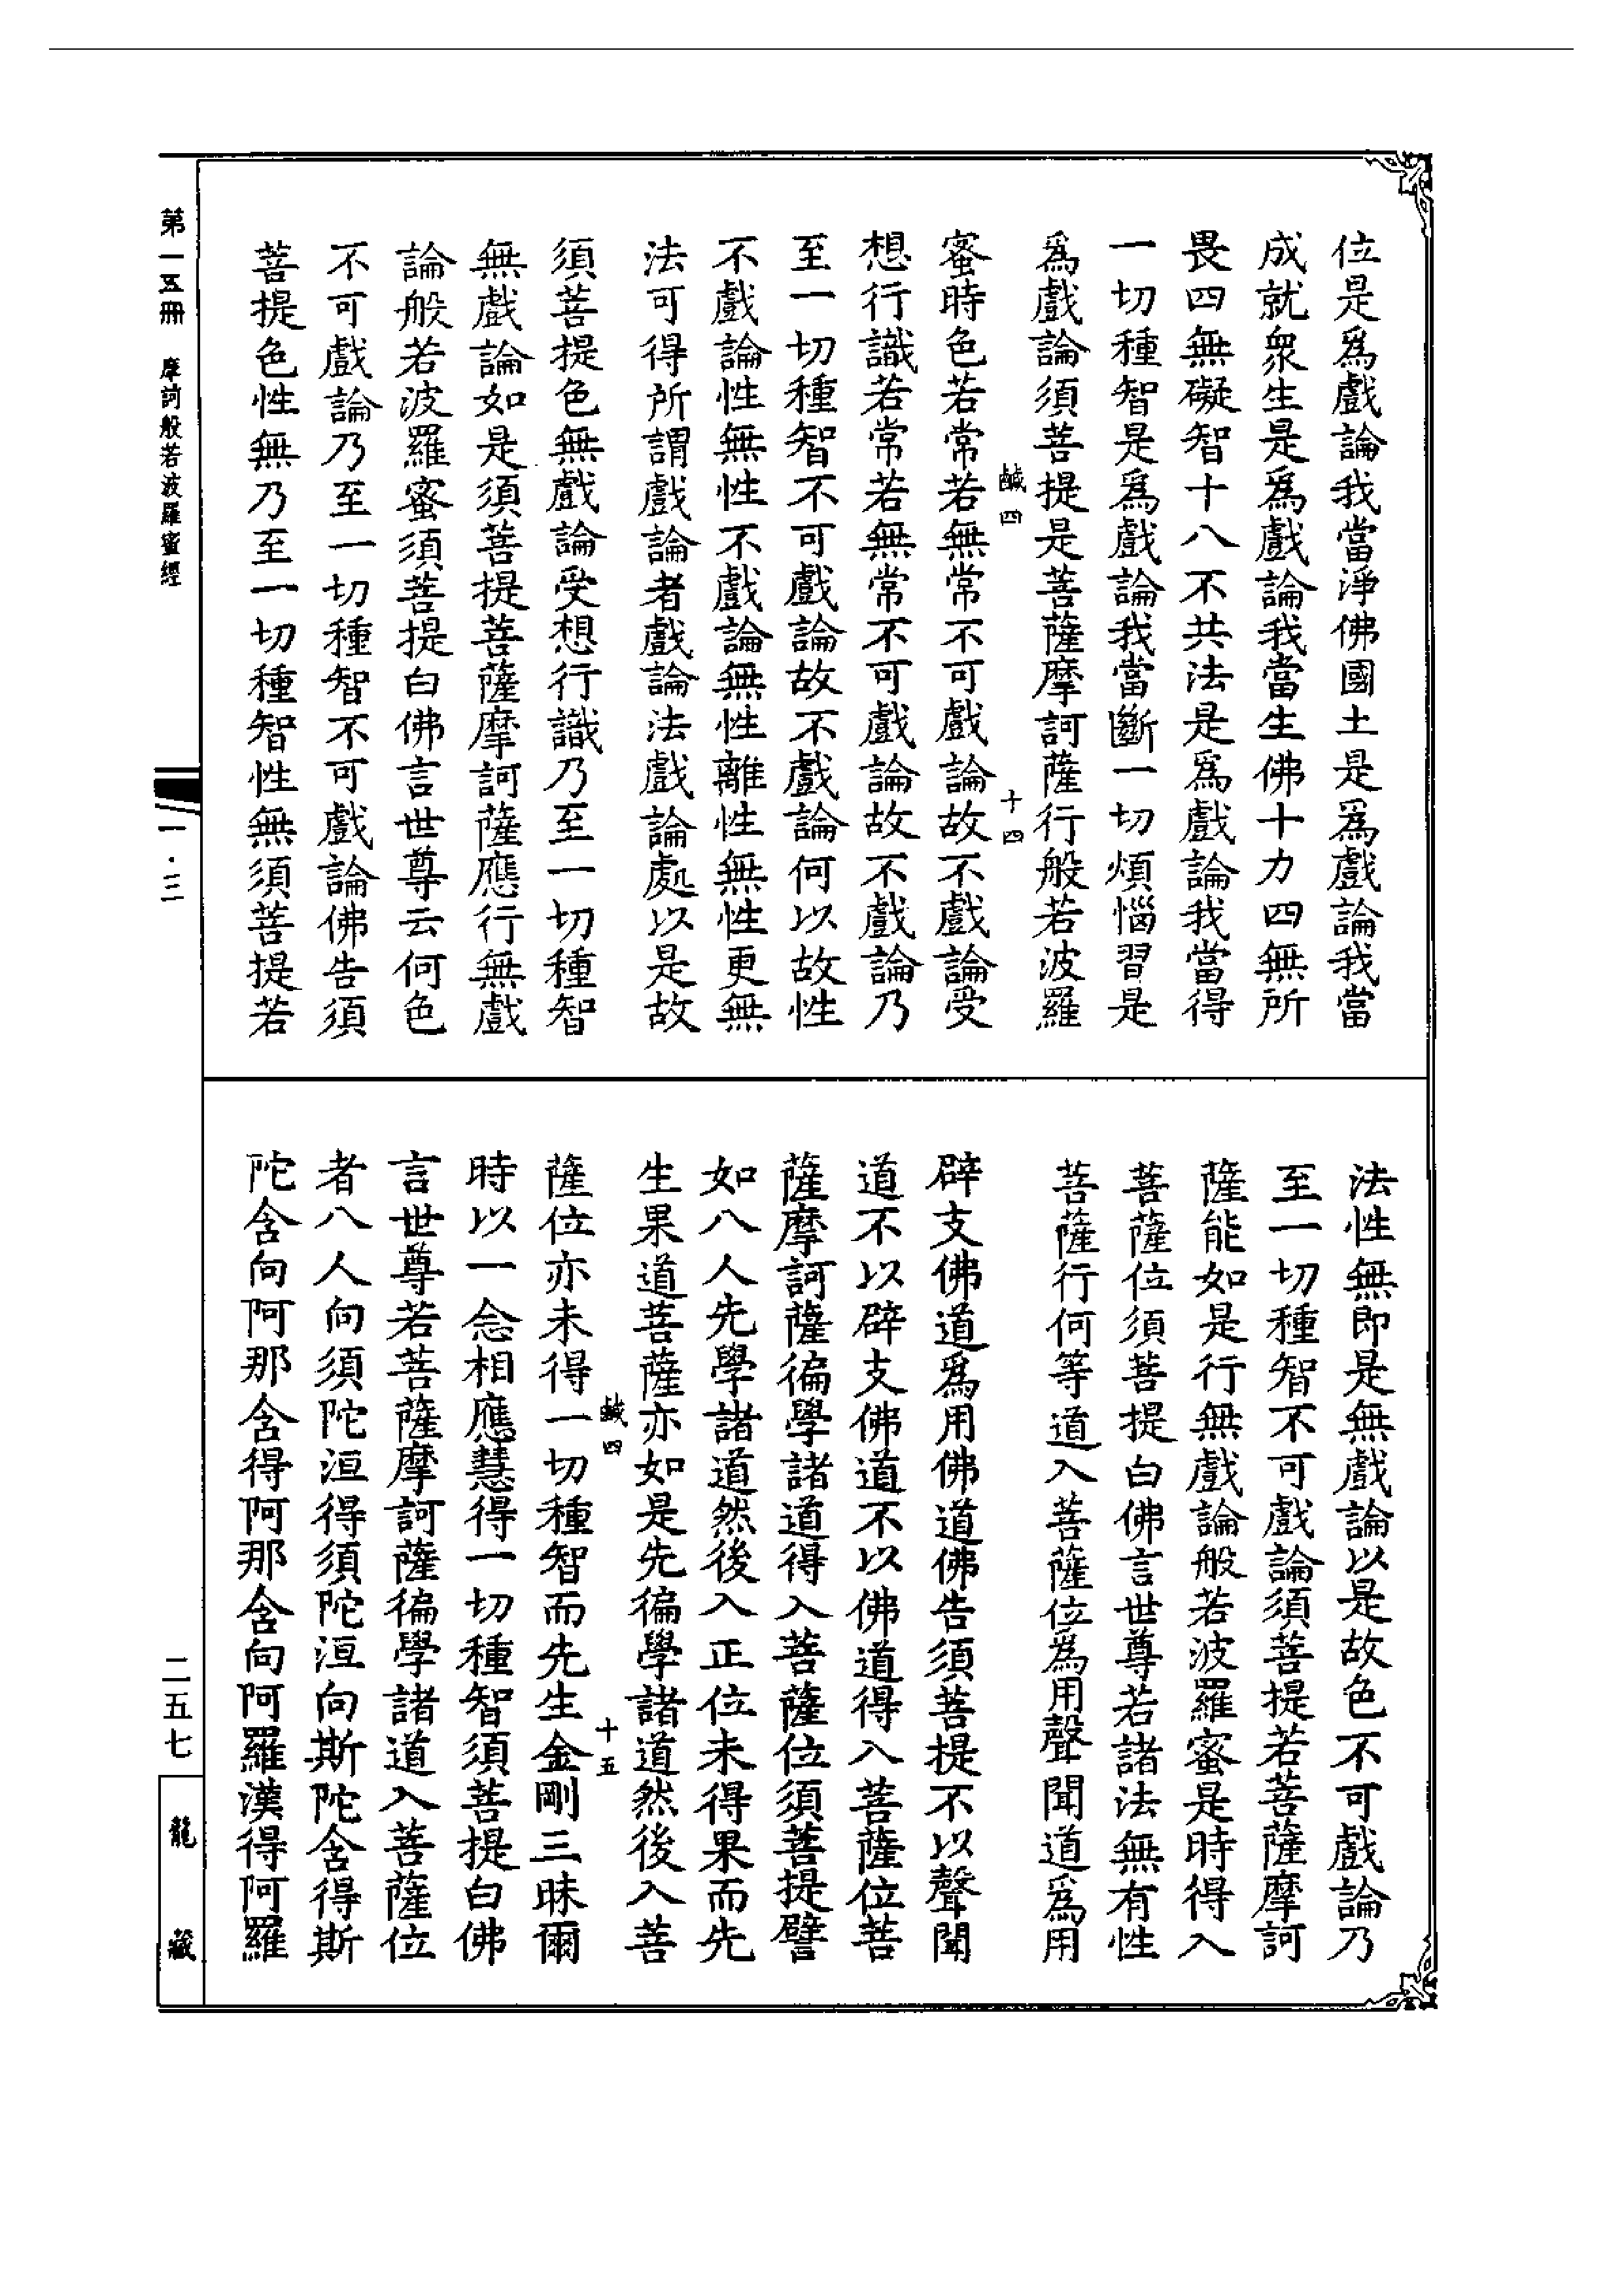 位是爲戲論我當淨佛國土是爲戲論我當
成就衆生是爲戲論我當生佛十力四無所
畏四無礙智十八不共法是爲戲論我當得
一切種智是爲戲論我當斷一切煩惱習是
爲戲論須菩提是菩薩摩訶薩行般若波羅
鹹四
十四
蜜時色若常若無常不可戲論故不戲論受
想行識若常若無常不可戲論故不戲論乃
至一切種智不可戲論故不戲論何以故性
不戲論性無性不戲論無性離性無性更無
法可得所謂戲論者戲論法戲論處以是故
須菩提色無戲論受想行識乃至一切種智
無戲論如是須菩提菩薩摩訶薩應行無戲
論般若波羅蜜須菩提白佛言世尊云何色
不可戲論乃至一切種智不可戲論佛告須
菩提色性無乃至一切種智性無須菩提若
法性無即是無戲論以是故色不可戲論乃
至一切種智不可戲論須菩提若菩薩摩訶
薩能如是行無戲論般若波羅蜜是時得入
菩薩位須菩提白佛言世尊若諸法無有性
菩薩行何等道入菩薩位爲用聲聞道爲用
辟支佛道爲用佛道佛告須菩提不以聲聞
道不以辟支佛道不以佛道得入菩薩位菩
薩摩訶薩徧學諸道得入菩薩位須菩提譬
如八人先學諸道然後入正位未得果而先
生果道菩薩亦如是先徧學諸道然後入菩
鹹四
十五
薩位亦未得一切種智而先生金剛三昧爾
時以一念相應慧得一切種智須菩提白佛
言世尊若菩薩摩訶薩徧學諸道入菩薩位
者八人向須陀洹得須陀洹向斯陀含得斯
陀含向阿那含得阿那含向阿羅漢得阿羅
第一五冊 摩訶般若波羅蜜經
一·三
二五七
龍藏